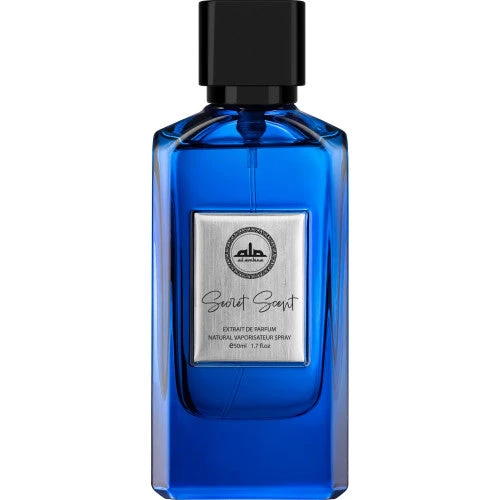 Secret Scent
EXTRAIT DE PARFUM
NATURAL VAPORISATEUR SPRAY
℮50ml 1.7 fl.oz